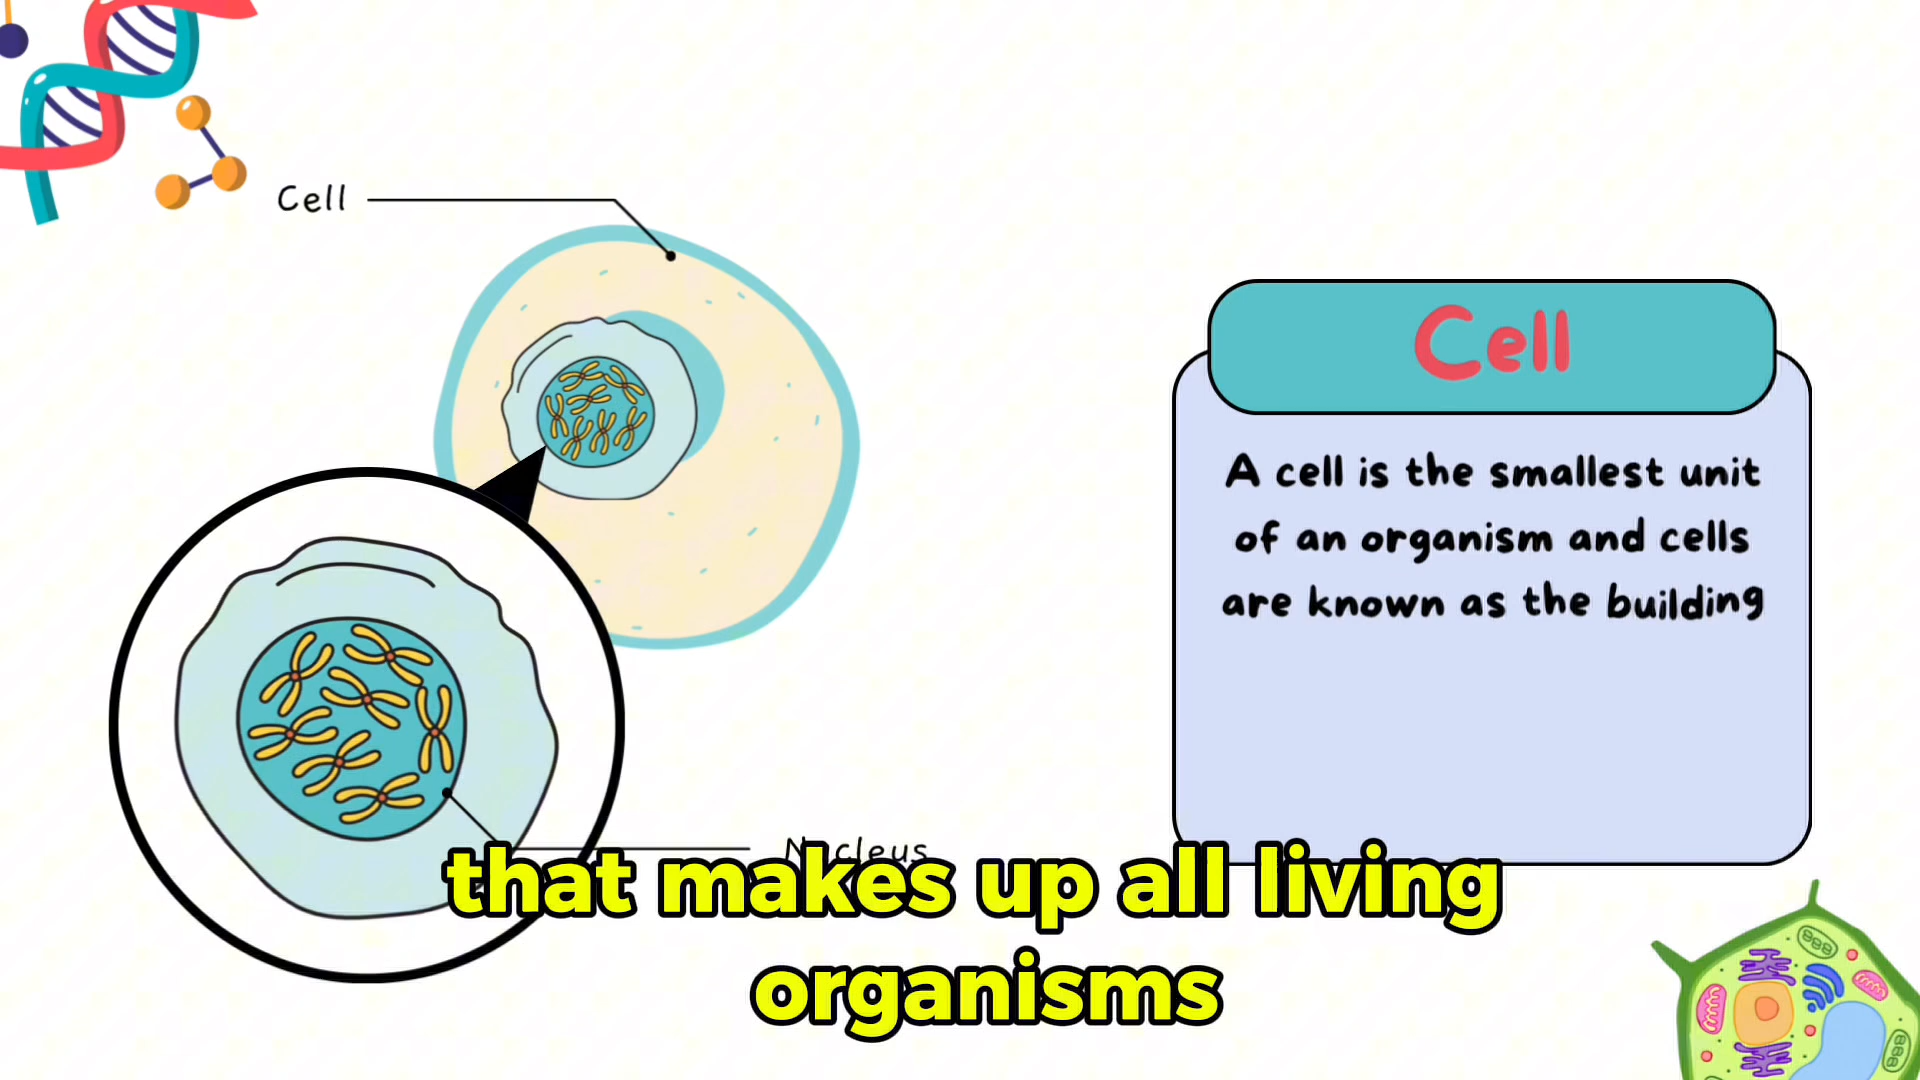 Cell
Cell
A cell is the smallest unit
of an organism and cells
are known as the building
Nucleus
that makes up all living
organisms